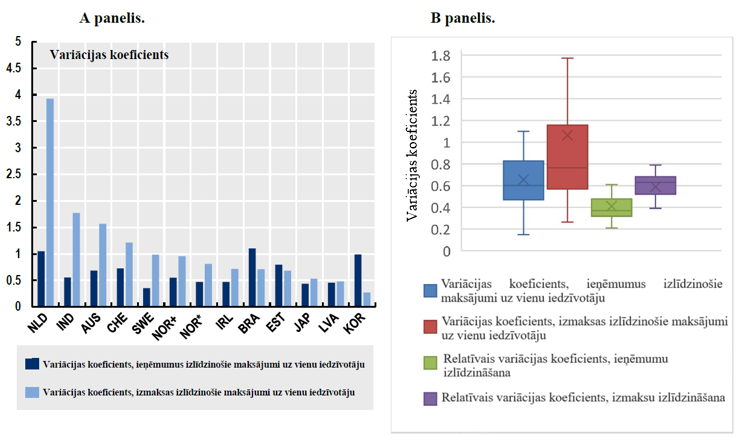 A panelis.
Variācijas koeficients
5
4.5
4
3.5
3
2.5
2
1.5
1
0.5
0
NLD
IND
AUS
CHE
SWE
NOR+
NOR*
IRL
BRA
EST
JAP
LVA
KOR
Variācijas koeficients, ieņēmumus izlīdzinošie maksājumi uz vienu iedzīvotāju
Variācijas koeficients, izmaksas izlīdzinošie maksājumi uz vienu iedzīvotāju
B panelis.
Variācijas koeficients
1.8
1.6
1.4
1.2
1
0.8
0.6
0.4
0.2
0
Variācijas koeficients, ieņēmumus izlīdzinošie
maksājumi uz vienu iedzīvotāju
Variācijas koeficients, izmaksas izlīdzinošie maksājumi
uz vienu iedzīvotāju
Relatīvais variācijas koeficients, ieņēmumu
izlīdzināšana
Relatīvais variācijas koeficients, izmaksu izlīdzināšana